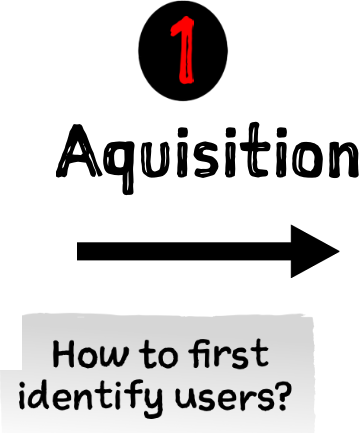 1
Aquisition
How to first
identify users?